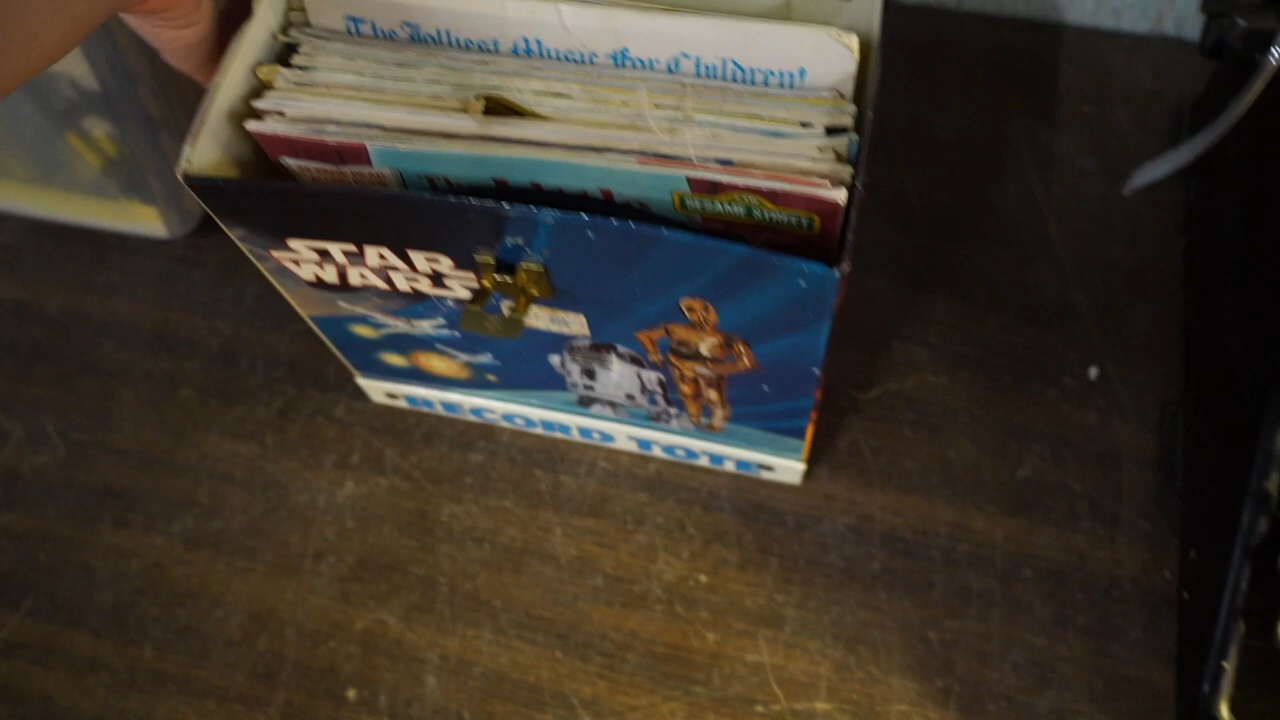 The Jolliest Music For Children!
SESAME STREET
STAR
WARS
RECORD TOTE